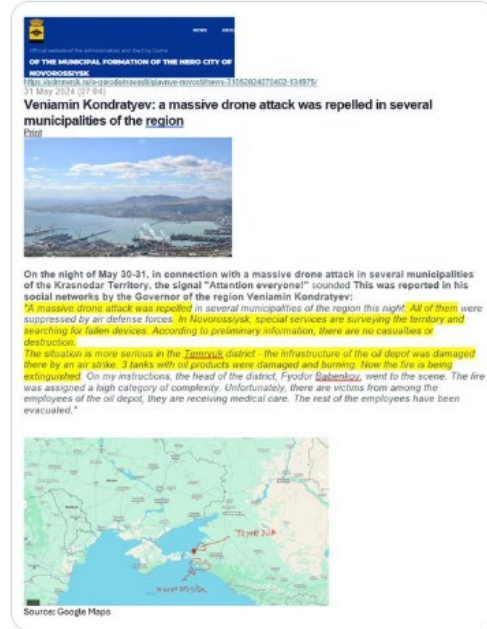 NEWS
Official website of the administration and the City Duma
OF THE MUNICIPAL FORMATION OF THE HERO CITY OF
NOVOROSSIYSK
31 May 2024 (07:04)
Veniamin Kondratyev: a massive drone attack was repelled in several
municipalities of the region
Print
On the night of May 30-31, in connection with a massive drone attack in several municipalities
of the Krasnodar Territory, the signal "Attention everyone!" sounded This was reported in his
social networks by the Governor of the region Veniamin Kondratyev:
"A massive drone attack was repelled in several municipalities of the region this night. All of them were
suppressed by air defense forces. In Novorossiysk, special services are surveying the territory and
searching for fallen devices. According to preliminary information, there are no casualties or
destruction.
The situation is more serious in the Temryuk district - the infrastructure of the oil depot was damaged
there by an air strike. 3 tanks with oil products were damaged and burning. Now the fire is being
extinguished. On my instructions, the head of the district, Fyodor Babenkov, went to the scene. The fire
was assigned a high category of complexity. Unfortunately, there are victims from among the
employees of the oil depot, they are receiving medical care. The rest of the employees have been
evacuated."
Source: Google Maps